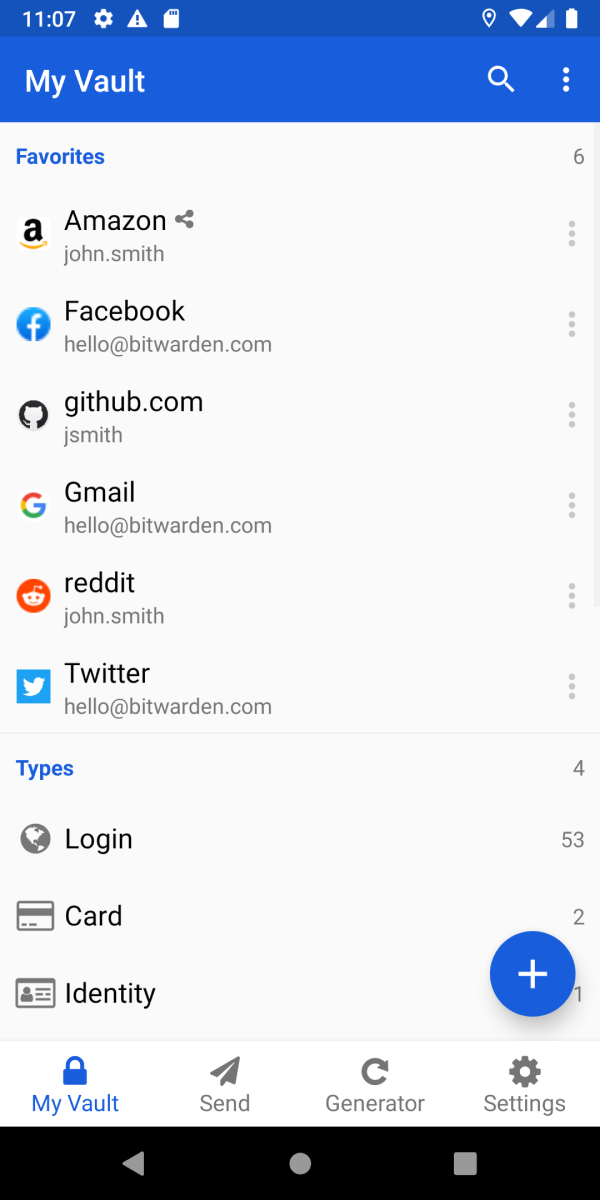 11:07
My Vault
Favorites 6
Amazon
john.smith
Facebook
hello@bitwarden.com
github.com
jsmith
Gmail
hello@bitwarden.com
reddit
john.smith
Twitter
hello@bitwarden.com
Types 4
Login 53
Card 2
Identity 1
My Vault Send Generator Settings